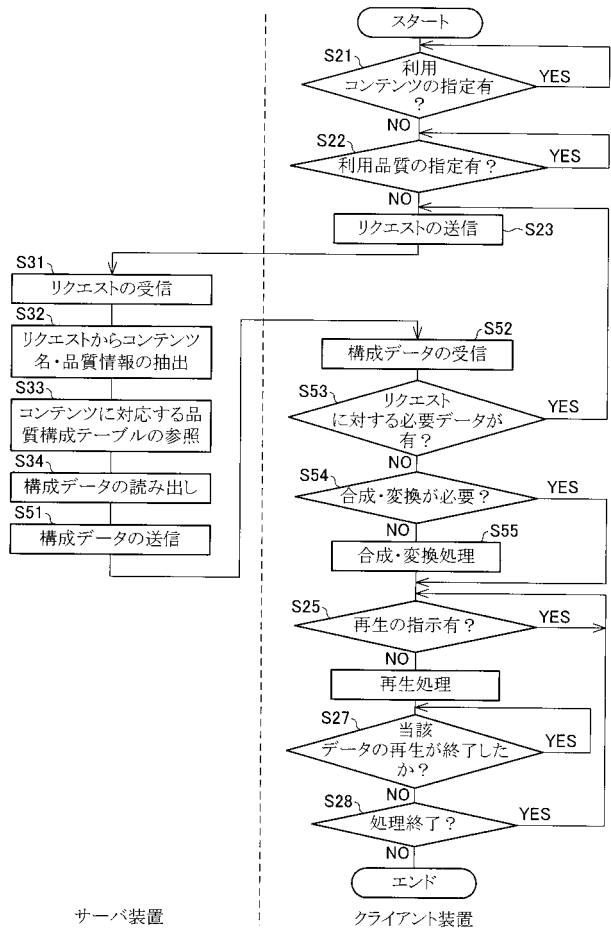 スタート
S21
利用
コンテンツの指定有
?
YES
NO
S22
利用品質の指定有?
YES
NO
リクエストの送信
S23
S31
リクエストの受信
S32
リクエストからコンテンツ
名・品質情報の抽出
S33
コンテンツに対応する品
質構成テーブルの参照
S34
構成データの読み出し
S51
構成データの送信
S52
構成データの受信
S53
リクエスト
に対する必要データが
有?
YES
NO
S54
合成・変換が必要?
YES
NO
S55
合成・変換処理
S25
再生の指示有?
YES
NO
再生処理
S27
当該
データの再生が終了した
か?
YES
NO
S28
処理終了?
YES
NO
エンド
サーバ装置
クライアント装置